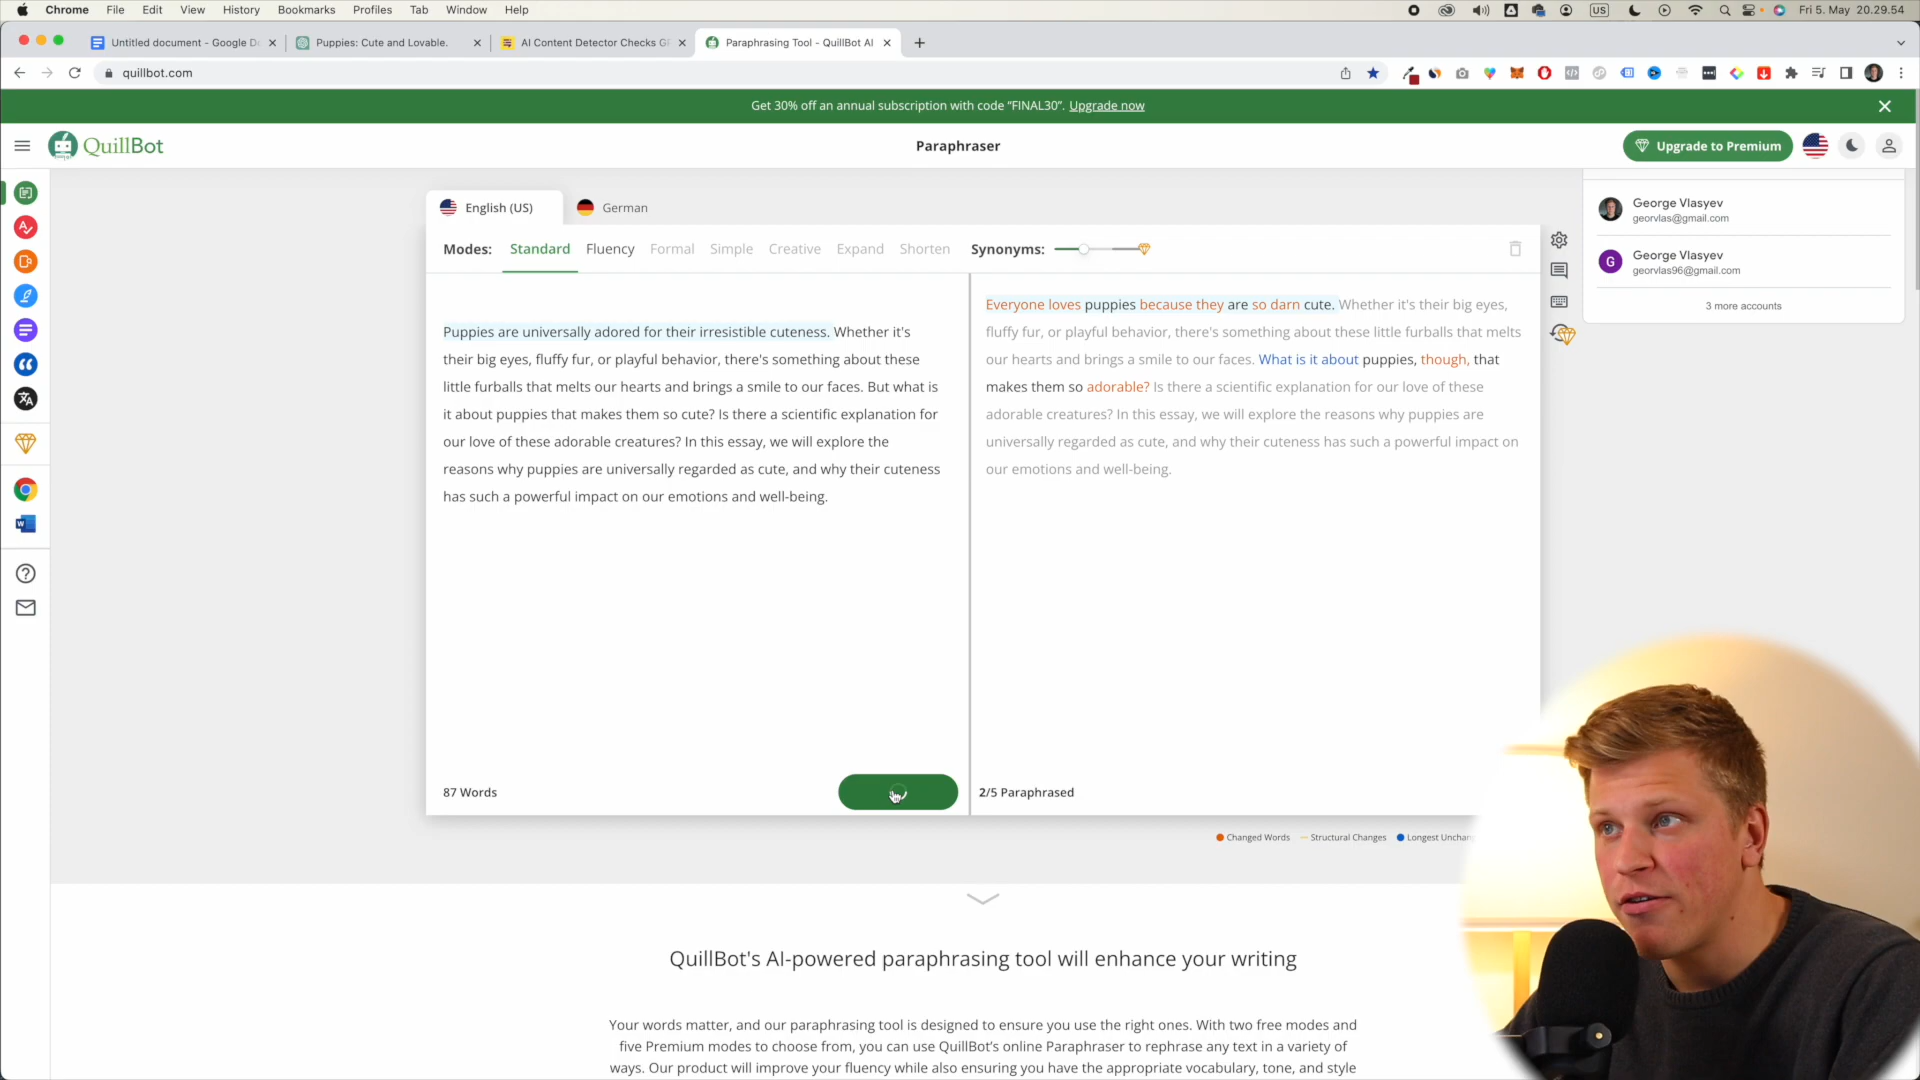 Chrome File Edit View History Bookmarks Profiles Tab Window Help
US
Fri 5. May 20.29.54
Untitled document - Google Do
Puppies: Cute and Lovable.
AI Content Detector Checks GP
Paraphrasing Tool - QuillBot AI
quillbot.com
Get 30% off an annual subscription with code "FINAL30". Upgrade now
QuillBot
Paraphraser
Upgrade to Premium
English (US)
German
George Vlasyev
georvlas@gmail.com
G
George Vlasyev
georvlas96@gmail.com
3 more accounts
Modes: Standard Fluency Formal Simple Creative Expand Shorten Synonyms:
Puppies are universally adored for their irresistible cuteness. Whether it's
their big eyes, fluffy fur, or playful behavior, there's something about these
little furballs that melts our hearts and brings a smile to our faces. But what is
it about puppies that makes them so cute? Is there a scientific explanation for
our love of these adorable creatures? In this essay, we will explore the
reasons why puppies are universally regarded as cute, and why their cuteness
has such a powerful impact on our emotions and well-being.
87 Words
Everyone loves puppies because they are so darn cute. Whether it's their big eyes,
fluffy fur, or playful behavior, there's something about these little furballs that melts
our hearts and brings a smile to our faces. What is it about puppies, though, that
makes them so adorable? Is there a scientific explanation for our love of these
adorable creatures? In this essay, we will explore the reasons why puppies are
universally regarded as cute, and why their cuteness has such a powerful impact on
our emotions and well-being.
2/5 Paraphrased
Changed Words Structural Changes Longest Unchan
QuillBot's AI-powered paraphrasing tool will enhance your writing
Your words matter, and our paraphrasing tool is designed to ensure you use the right ones. With two free modes and
five Premium modes to choose from, you can use QuillBot's online Paraphraser to rephrase any text in a variety of
ways. Our product will improve your fluency while also ensuring you have the appropriate vocabulary, tone, and style